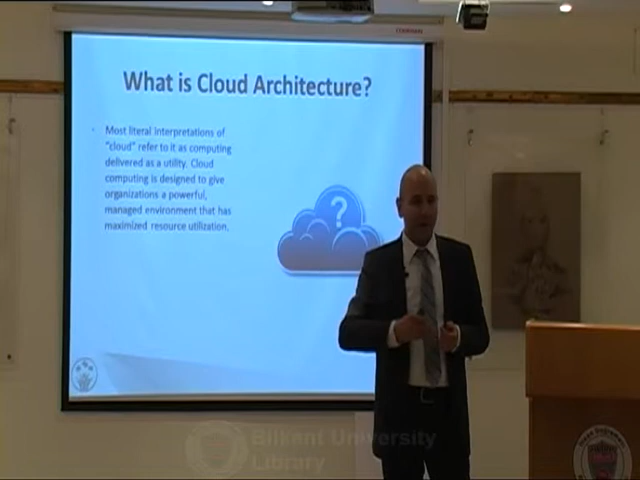 What is Cloud Architecture?
Most literal interpretations of
"cloud" refer to it as computing
delivered as a utility. Cloud
computing is designed to give
organizations a powerful,
managed environment that has
maximized resource utilization.
?
Bilkent University
Library